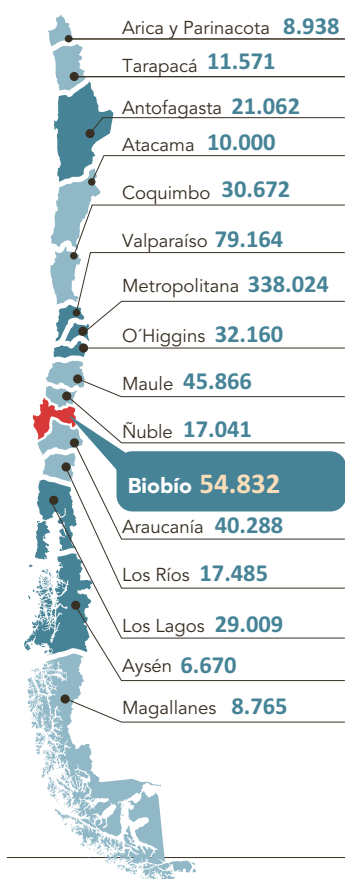 Arica y Parinacota 8.938
Tarapacá 11.571
Antofagasta 21.062
Atacama 10.000
Coquimbo 30.672
Valparaíso 79.164
Metropolitana 338.024
O´Higgins 32.160
Maule 45.866
Ñuble 17.041
Biobío 54.832
Araucanía 40.288
Los Ríos 17.485
Los Lagos 29.009
Aysén 6.670
Magallanes 8.765